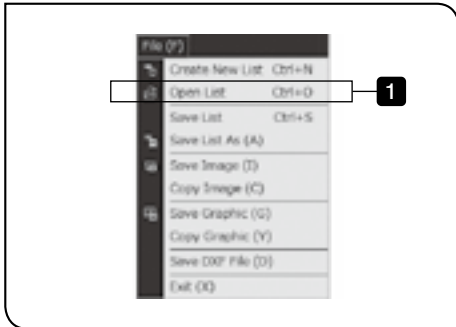 File (F)
Create New List Ctrl+N
Open List Ctrl+O
1
Save List Ctrl+S
Save List As (A)
Save Image (I)
Copy Image (C)
Save Graphic (G)
Copy Graphic (Y)
Save DXF File (D)
Exit (X)